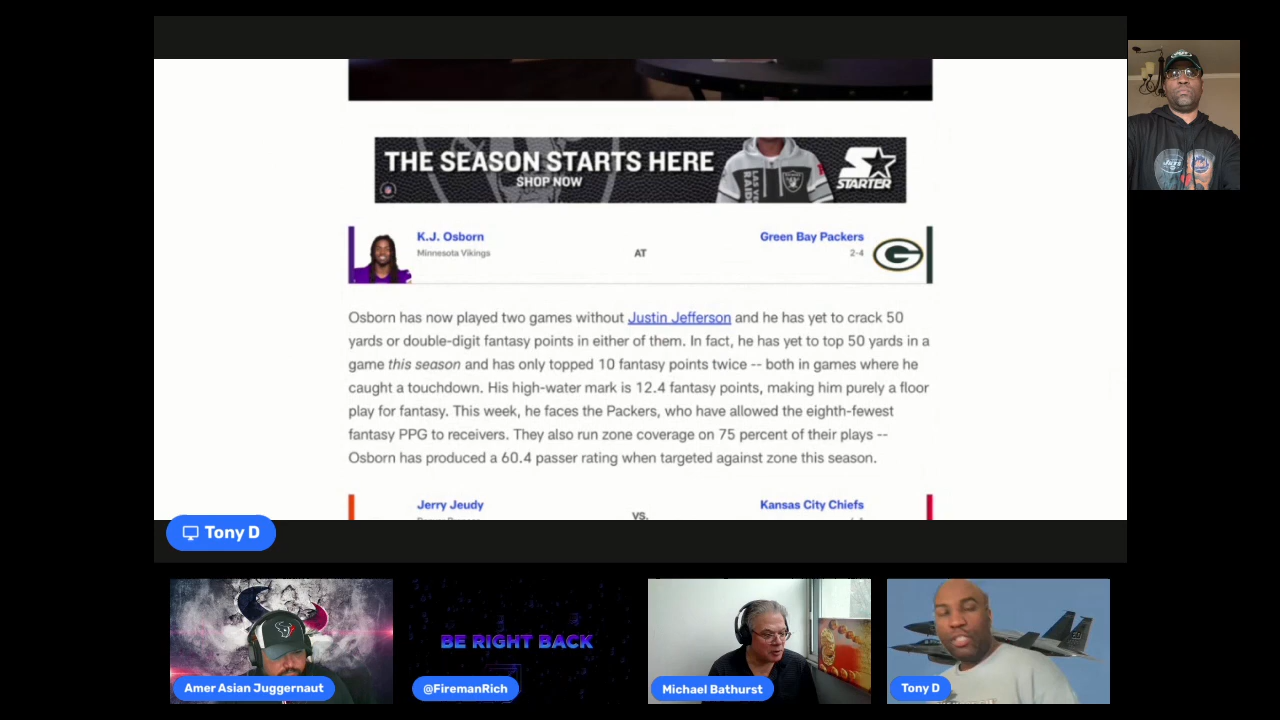 THE SEASON STARTS HERE
SHOP NOW
STARTER
LAS VEGAS
K.J. Osborn
Minnesota Vikings
AT
Green Bay Packers
2-4
G
Osborn has now played two games without Justin Jefferson and he has yet to crack 50
yards or double-digit fantasy points in either of them. In fact, he has yet to top 50 yards in a
game this season and has only topped 10 fantasy points twice -- both in games where he
caught a touchdown. His high-water mark is 12.4 fantasy points, making him purely a floor
play for fantasy. This week, he faces the Packers, who have allowed the eighth-fewest
fantasy PPG to receivers. They also run zone coverage on 75 percent of their plays --
Osborn has produced a 60.4 passer rating when targeted against zone this season.
Jerry Jeudy
VS.
Kansas City Chiefs
Tony D
JETS
Amer Asian Juggernaut
BE RIGHT BACK
@FiremanRich
Michael Bathurst
Tony D